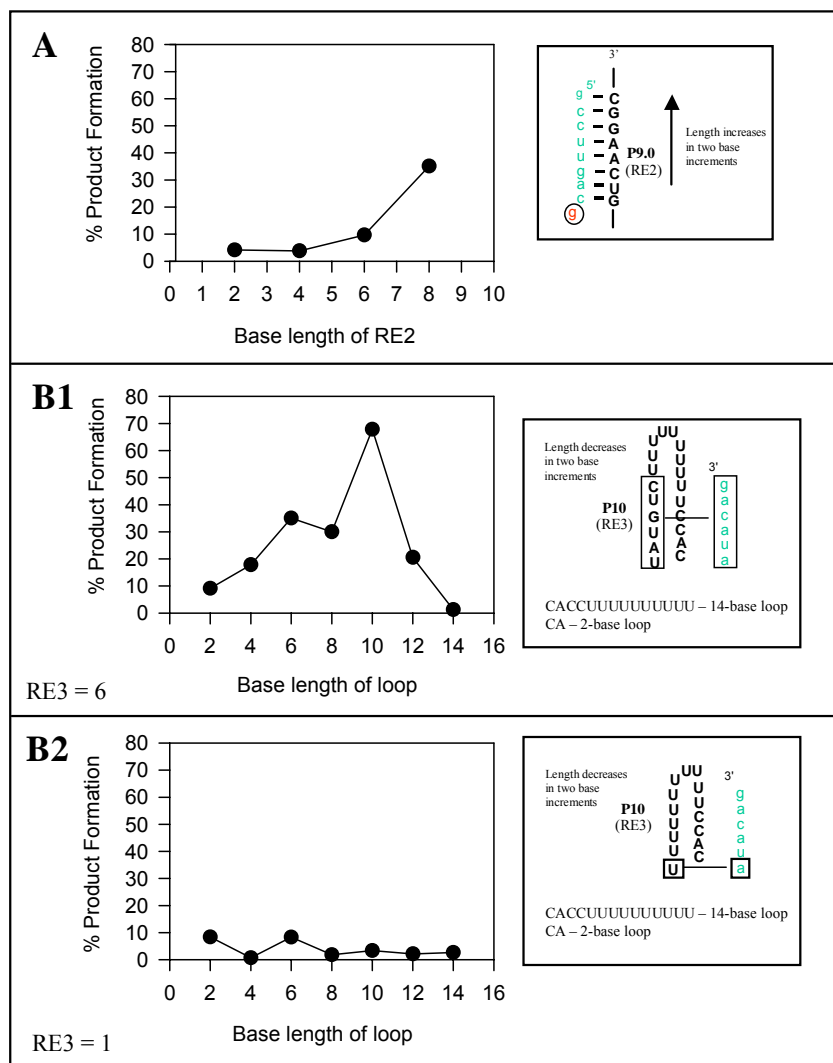 A
% Product Formation
80
70
60
50
40
30
20
10
0
0 1 2 3 4 5 6 7 8 9 10
Base length of RE2
3'
5'
g c c u u g a c g
C G G A A C U G
P9.0
(RE2)
Length increases
in two base
increments
B1
% Product Formation
80
70
60
50
40
30
20
10
0
0 2 4 6 8 10 12 14 16
Base length of loop
RE3 = 6
Length decreases
in two base
increments
P10
(RE3)
U A U G U C U U U U U U U U U U C C A C
3'
g a c a u a
CACCUUUUUUUUUU – 14-base loop
CA – 2-base loop
B2
% Product Formation
80
70
60
50
40
30
20
10
0
0 2 4 6 8 10 12 14 16
Base length of loop
RE3 = 1
Length decreases
in two base
increments
P10
(RE3)
U U U U U U U U U U U U C C A C
3'
g a c a u a
CACCUUUUUUUUUU – 14-base loop
CA – 2-base loop